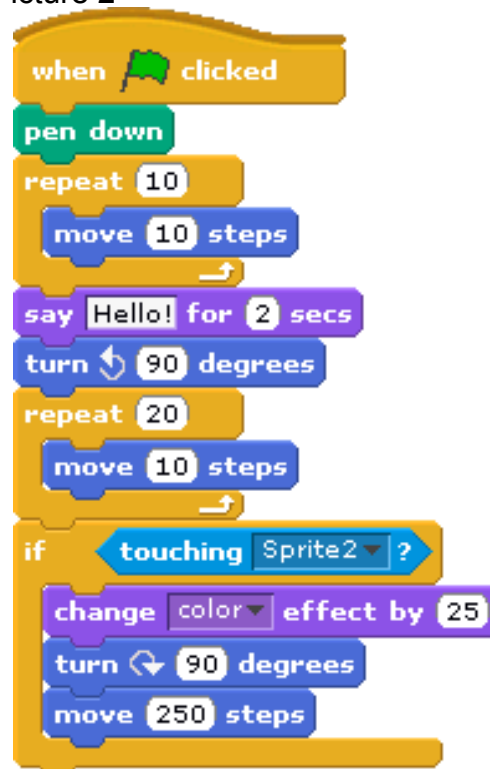 when clicked
pen down
repeat 10
move 10 steps
say Hello! for 2 secs
turn 90 degrees
repeat 20
move 10 steps
if touching Sprite2 ?
change color effect by 25
turn 90 degrees
move 250 steps